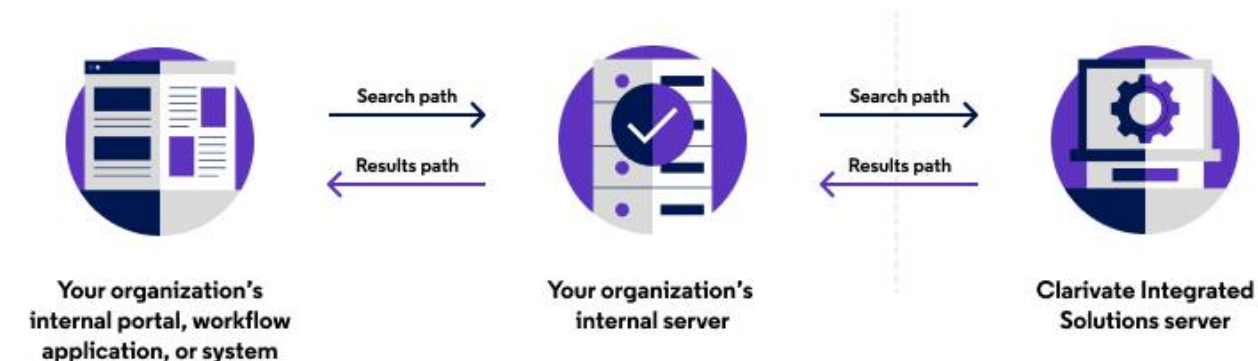 Search path
Results path
Search path
Results path
Your organization's
internal portal, workflow
application, or system
Your organization's
internal server
Clarivate Integrated
Solutions server